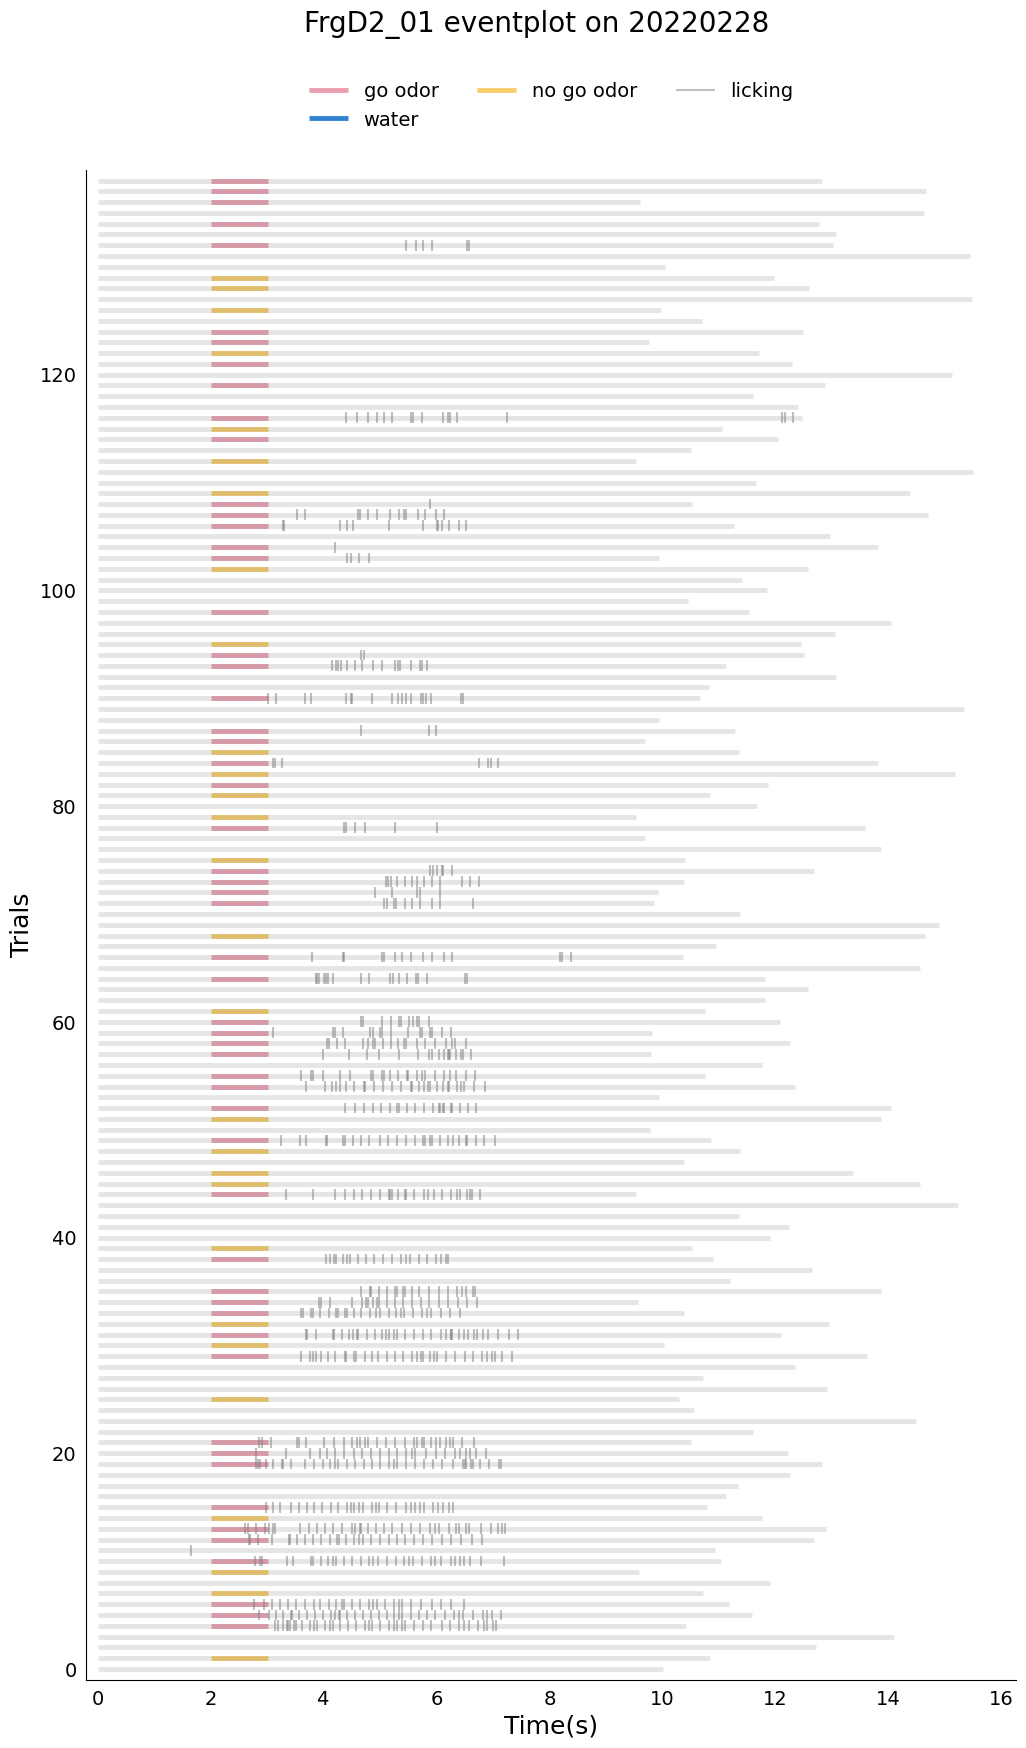 FrgD2_01 eventplot on 20220228
go odor
no go odor
licking
water
120
100
80
60
40
20
0
Trials
0 2 4 6 8 10 12 14 16
Time(s)